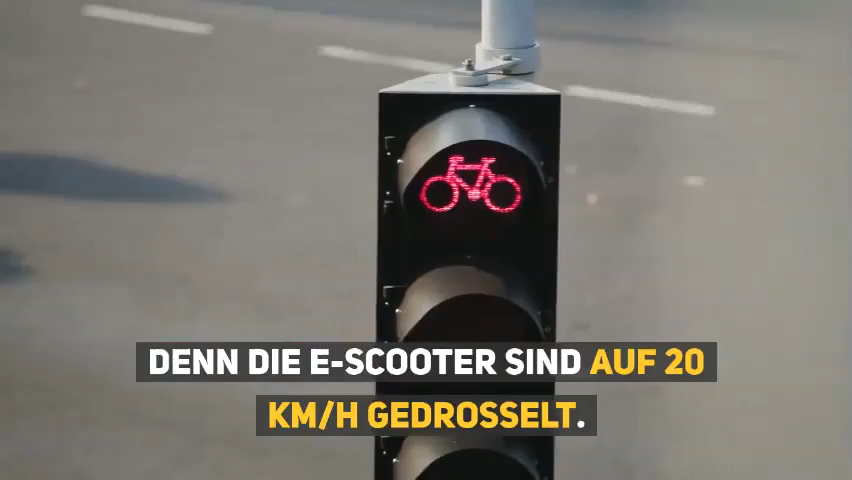 DENN DIE E-SCOOTER SIND AUF 20
KM/H GEDROSSELT.